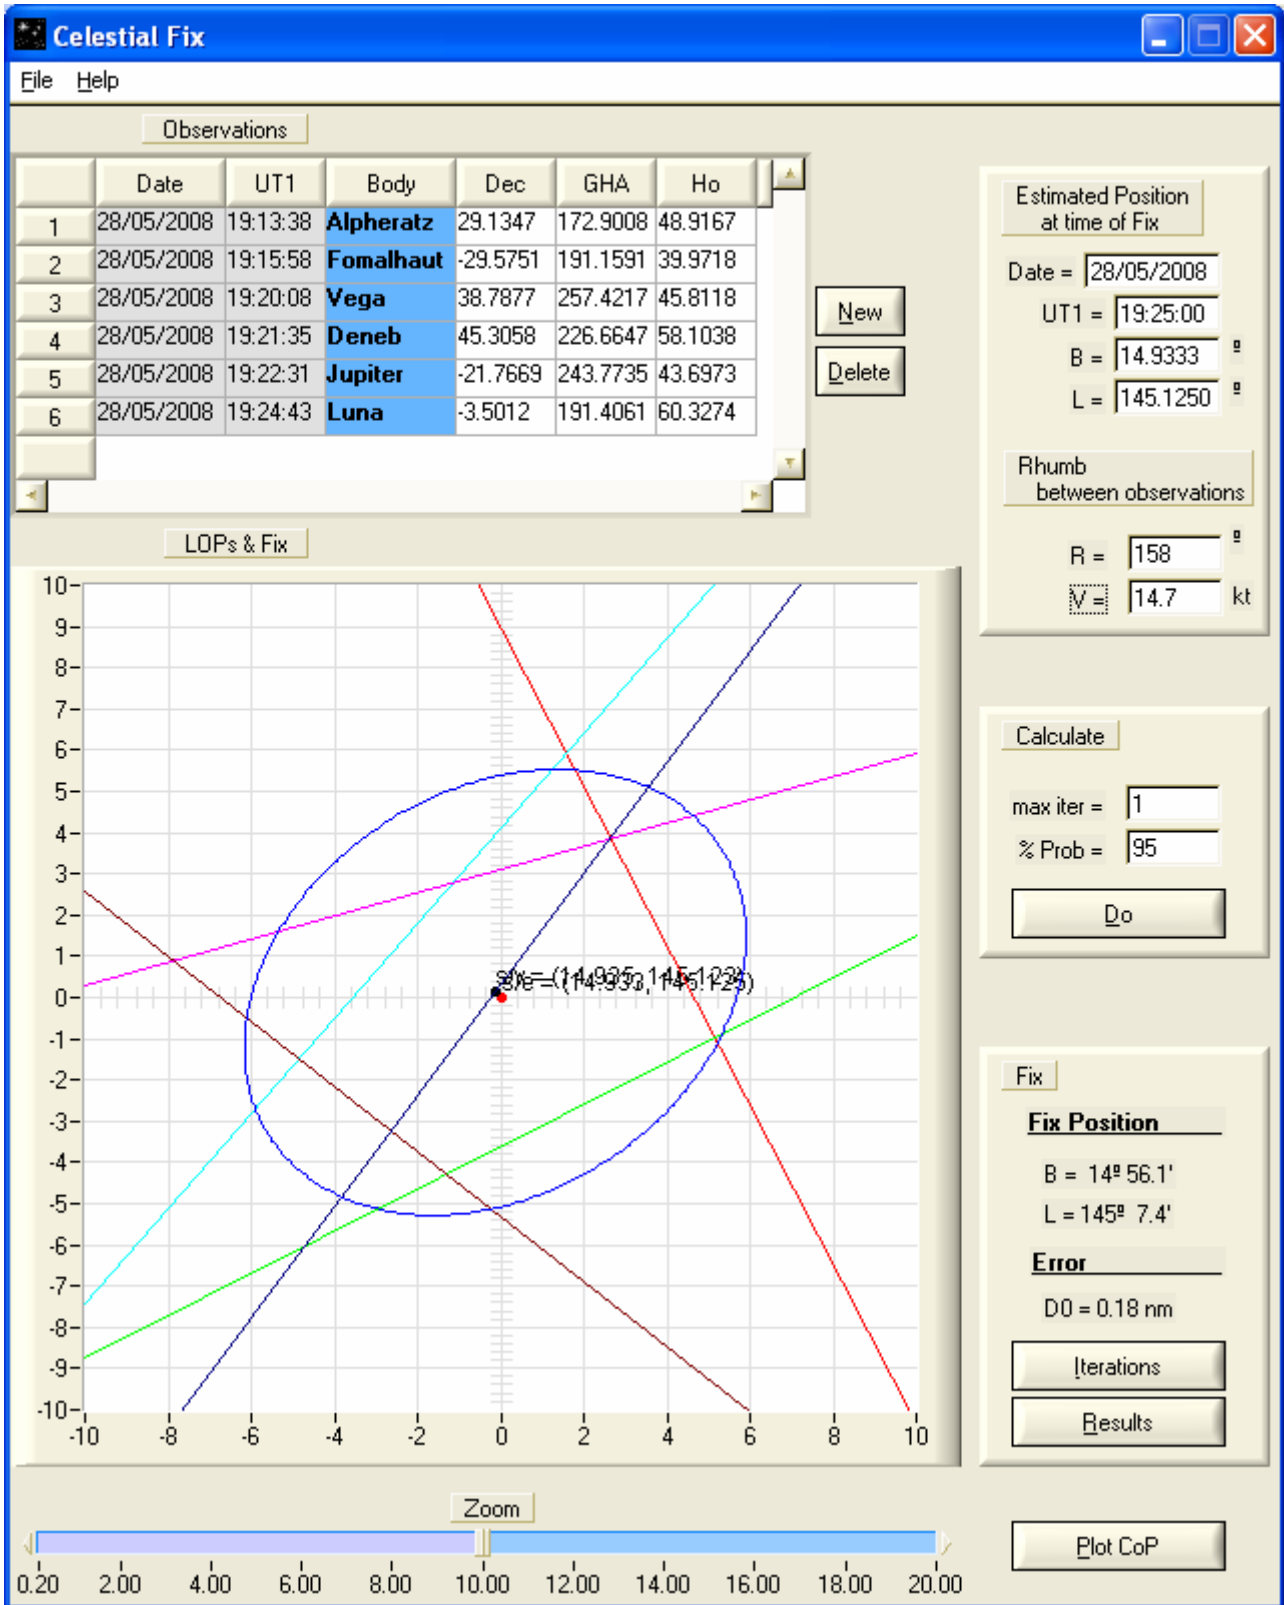 Celestial Fix
File Help
Observations
Date UT1 Body Dec GHA Ho
1 28/05/2008 19:13:38 Alpheratz 29.1347 172.9008 48.9167
2 28/05/2008 19:15:58 Fomalhaut -29.5751 191.1591 39.9718
3 28/05/2008 19:20:08 Vega 38.7877 257.4217 45.8118
4 28/05/2008 19:21:35 Deneb 45.3058 226.6647 58.1038
5 28/05/2008 19:22:31 Jupiter -21.7669 243.7735 43.6973
6 28/05/2008 19:24:43 Luna -3.5012 191.4061 60.3274
New
Delete
Estimated Position
at time of Fix
Date = 28/05/2008
UT1 = 19:25:00
B = 14.9333 º
L = 145.1250 º
Rhumb
between observations
R = 158 º
V = 14.7 kt
LOPs & Fix
10
9
8
7
6
5
4
3
2
1
0
-1
-2
-3
-4
-5
-6
-7
-8
-9
-10
-10 -8 -6 -4 -2 0 2 4 6 8 10
(14.935, 145.123)
(14.933, 145.125)
Calculate
max iter = 1
% Prob = 95
Do
Fix
Fix Position
B = 14º 56.1'
L = 145º 7.4'
Error
D0 = 0.18 nm
Iterations
Results
Zoom
0.20 2.00 4.00 6.00 8.00 10.00 12.00 14.00 16.00 18.00 20.00
Plot CoP